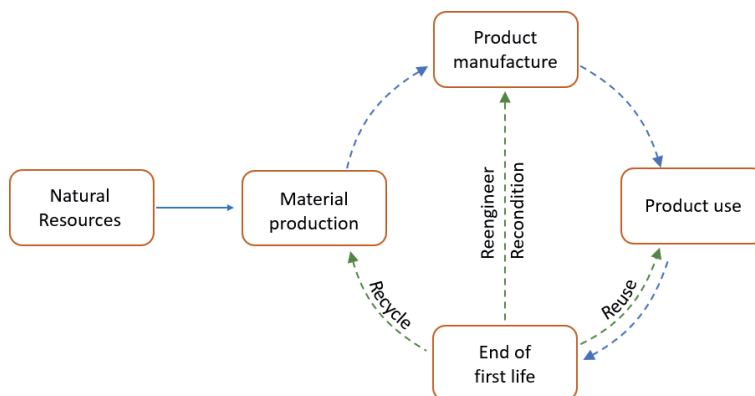 Product
manufacture
Natural
Resources
Material
production
Reengineer
Recondition
Product use
Recycle
Reuse
End of
first life